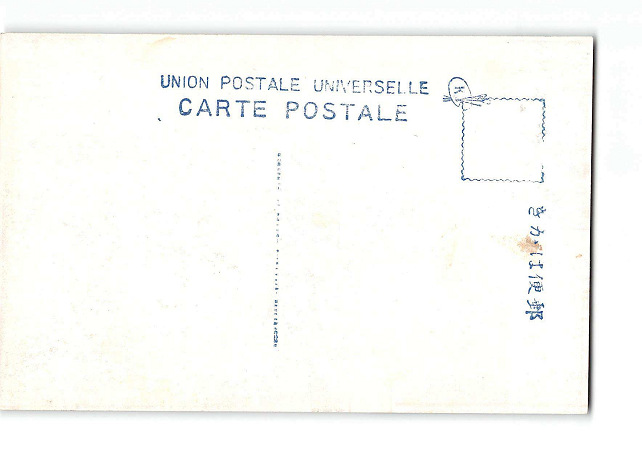 UNION POSTALE UNIVERSELLE
CARTE POSTALE
K
きかは便郵